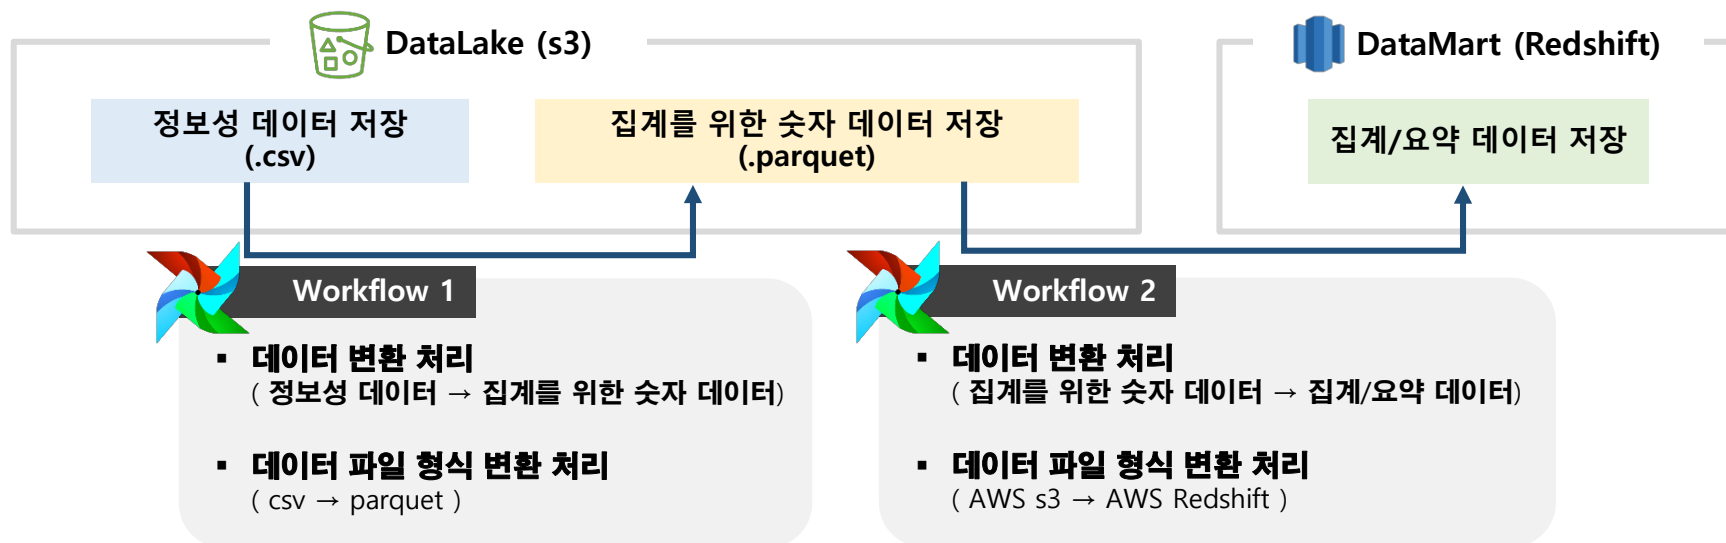 DataLake (s3)
DataMart (Redshift)
정보성 데이터 저장
(.csv)
집계를 위한 숫자 데이터 저장
(.parquet)
집계/요약 데이터 저장
Workflow 1
▪ 데이터 변환 처리
( 정보성 데이터 → 집계를 위한 숫자 데이터)
▪ 데이터 파일 형식 변환 처리
( csv → parquet )
Workflow 2
▪ 데이터 변환 처리
( 집계를 위한 숫자 데이터 → 집계/요약 데이터)
▪ 데이터 파일 형식 변환 처리
( AWS s3 → AWS Redshift )